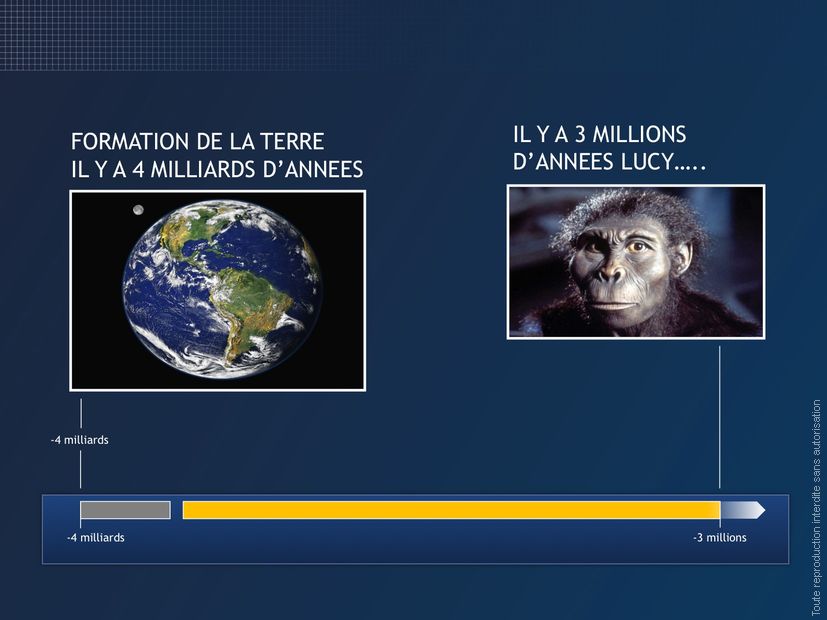 FORMATION DE LA TERRE
IL Y A 4 MILLIARDS D’ANNEES
IL Y A 3 MILLIONS
D’ANNEES LUCY…..
-4 milliards
-4 milliards
-3 millions
Toute reproduction interdite sans autorisation